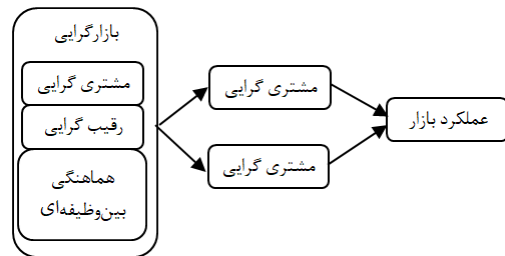 بازارگرایی
مشتری گرایی
رقیب گرایی
هماهنگی
بین‌وظیفه‌ای
مشتری گرایی
مشتری گرایی
عملکرد بازار